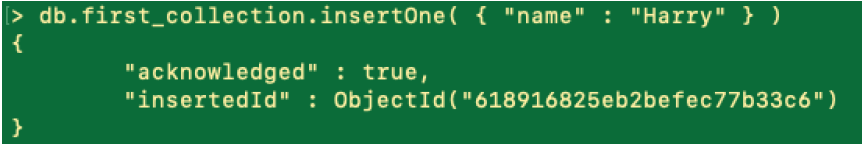 > db.first_collection.insertOne( { "name" : "Harry" } )
{
        "acknowledged" : true,
        "insertedId" : ObjectId("618916825eb2befec77b33c6")
}